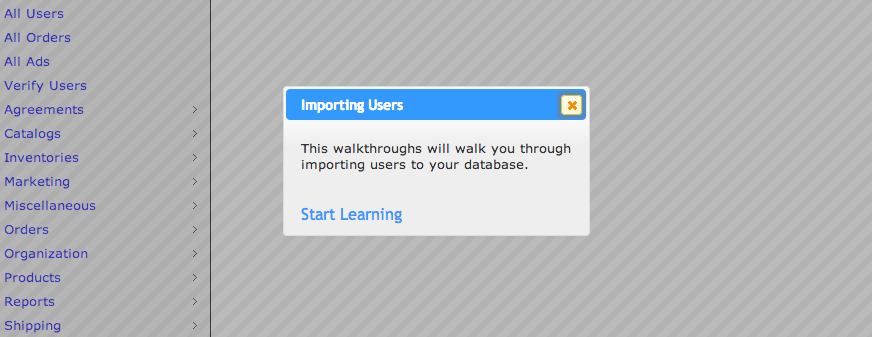 All Users
All Orders
All Ads
Verify Users
Agreements
Catalogs
Inventories
Marketing
Miscellaneous
Orders
Organization
Products
Reports
Shipping
Importing Users
This walkthroughs will walk you through
importing users to your database.
Start Learning